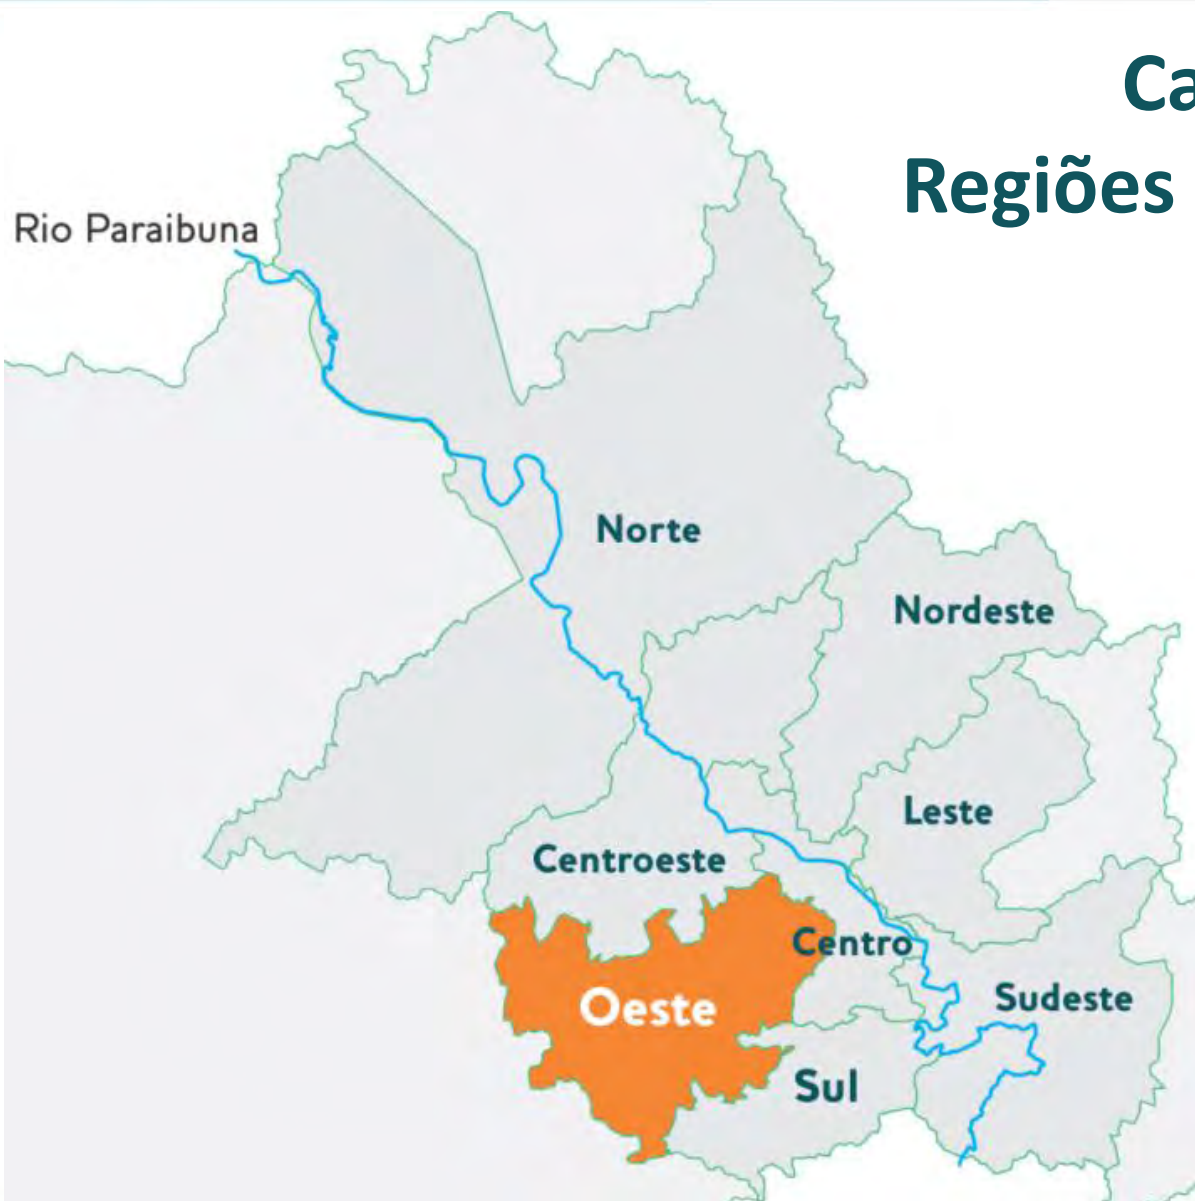 Ca
Regiões
Rio Paraibuna
Norte
Nordeste
Leste
Centroeste
Centro
Oeste
Sudeste
Sul